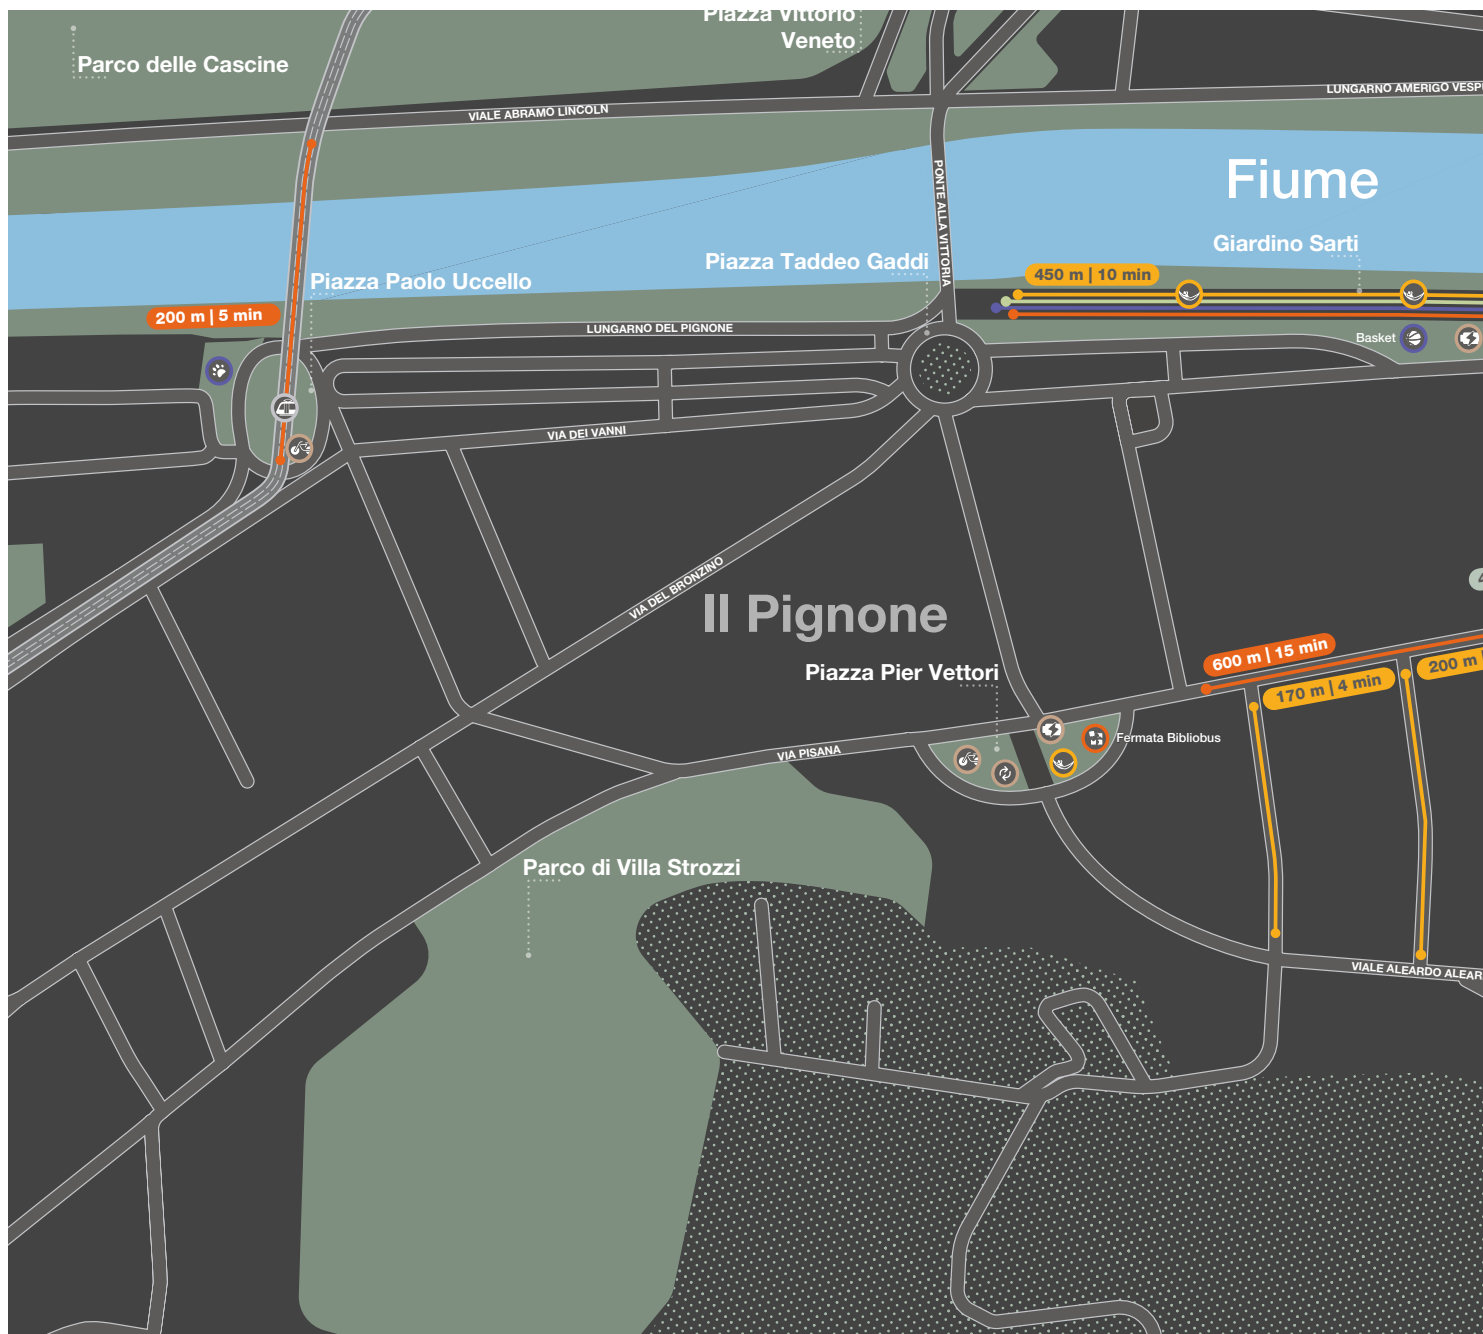 Piazza Vittorio
Veneto
Parco delle Cascine
VIALE ABRAMO LINCOLN
LUNGARNO AMERIGO VESP
PONTE ALLA VITTORIA
Fiume
Giardino Sarti
Piazza Taddeo Gaddi
450 m | 10 min
Piazza Paolo Uccello
200 m | 5 min
LUNGARNO DEL PIGNONE
Basket
VIA DEI VANNI
VIA DEL BRONZINO
Il Pignone
4
600 m | 15 min
200 m |
170 m | 4 min
Piazza Pier Vettori
Fermata Bibliobus
VIA PISANA
Parco di Villa Strozzi
VIALE ALEARDO ALEAR